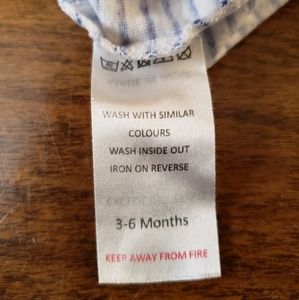 WASH WITH SIMILAR
COLOURS
WASH INSIDE OUT
IRON ON REVERSE
3-6 Months
KEEP AWAY FROM FIRE